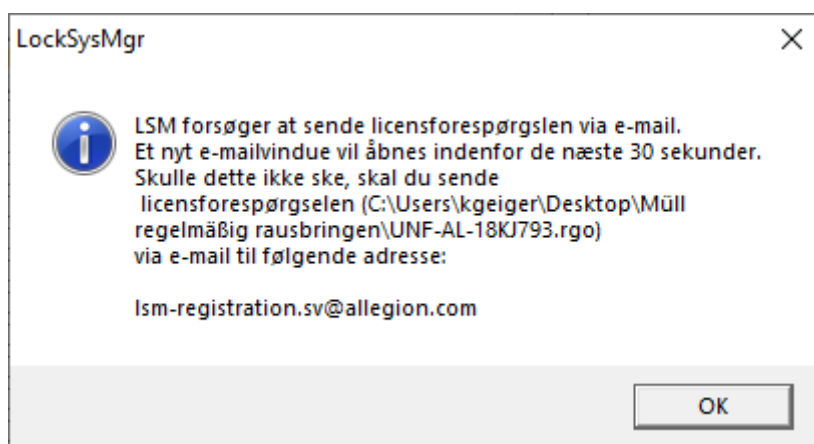 LockSysMgr
LSM forsøger at sende licensforespørgslen via e-mail.
Et nyt e-mailvindue vil åbnes indenfor de næste 30 sekunder.
Skulle dette ikke ske, skal du sende
licensforespørgselen (C:\Users\kgeiger\Desktop\Müll
regelmäßig rausbringen\UNF-AL-18KJ793.rgo)
via e-mail til følgende adresse:
lsm-registration.sv@allegion.com
OK